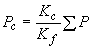 P_c = \frac{K_c}{K_f} \sum P